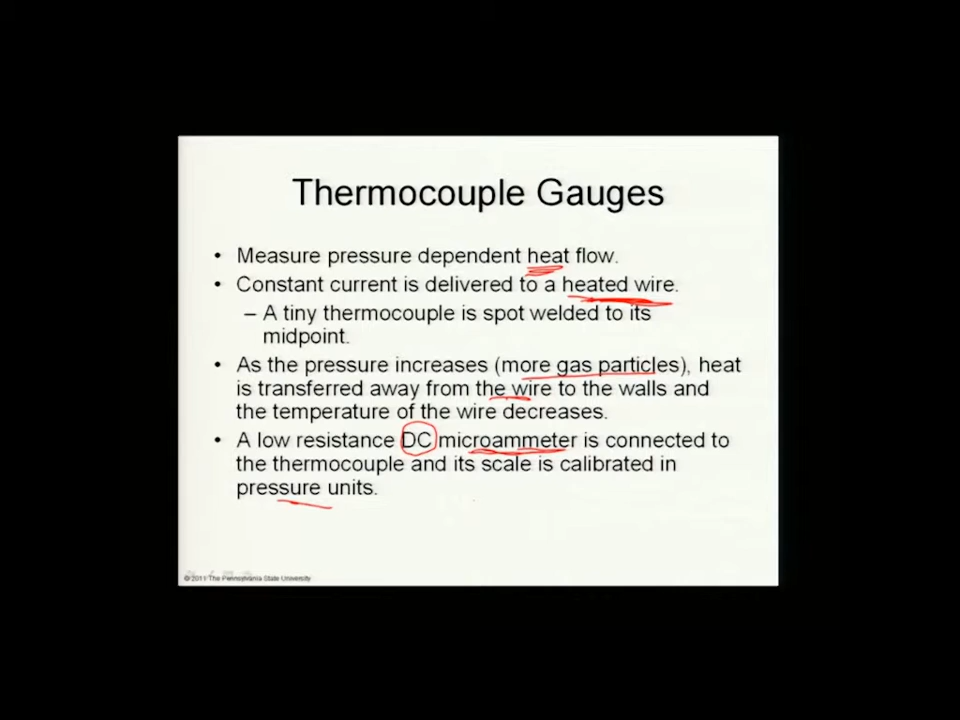 Thermocouple Gauges
• Measure pressure dependent heat flow.
• Constant current is delivered to a heated wire.
– A tiny thermocouple is spot welded to its
midpoint.
• As the pressure increases (more gas particles), heat
is transferred away from the wire to the walls and
the temperature of the wire decreases.
• A low resistance DC microammeter is connected to
the thermocouple and its scale is calibrated in
pressure units.
© 2011 The Pennsylvania State University